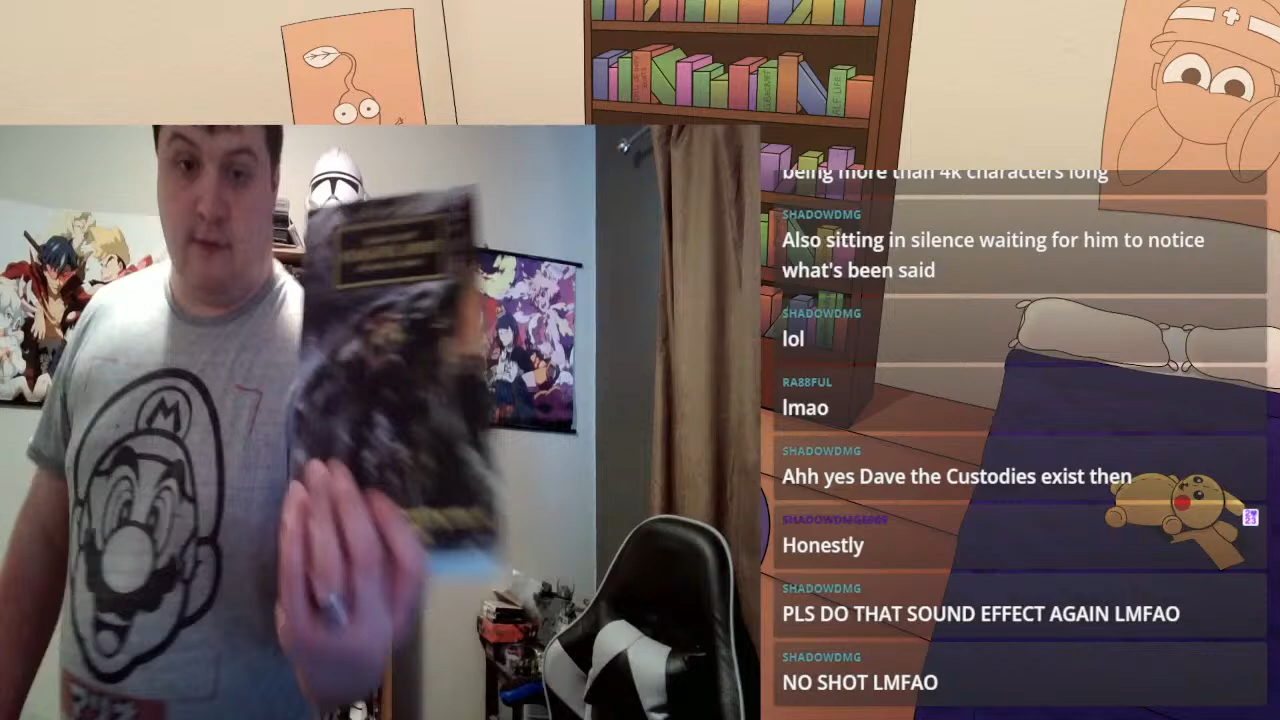 being more than 4k characters long
SHADOWDMG
Also sitting in silence waiting for him to notice
what's been said
SHADOWDMG
lol
RA88FUL
lmao
SHADOWDMG
Ahh yes Dave the Custodies exist then
Honestly
SHADOWDMG
PLS DO THAT SOUND EFFECT AGAIN LMFAO
SHADOWDMG
NO SHOT LMFAO
M